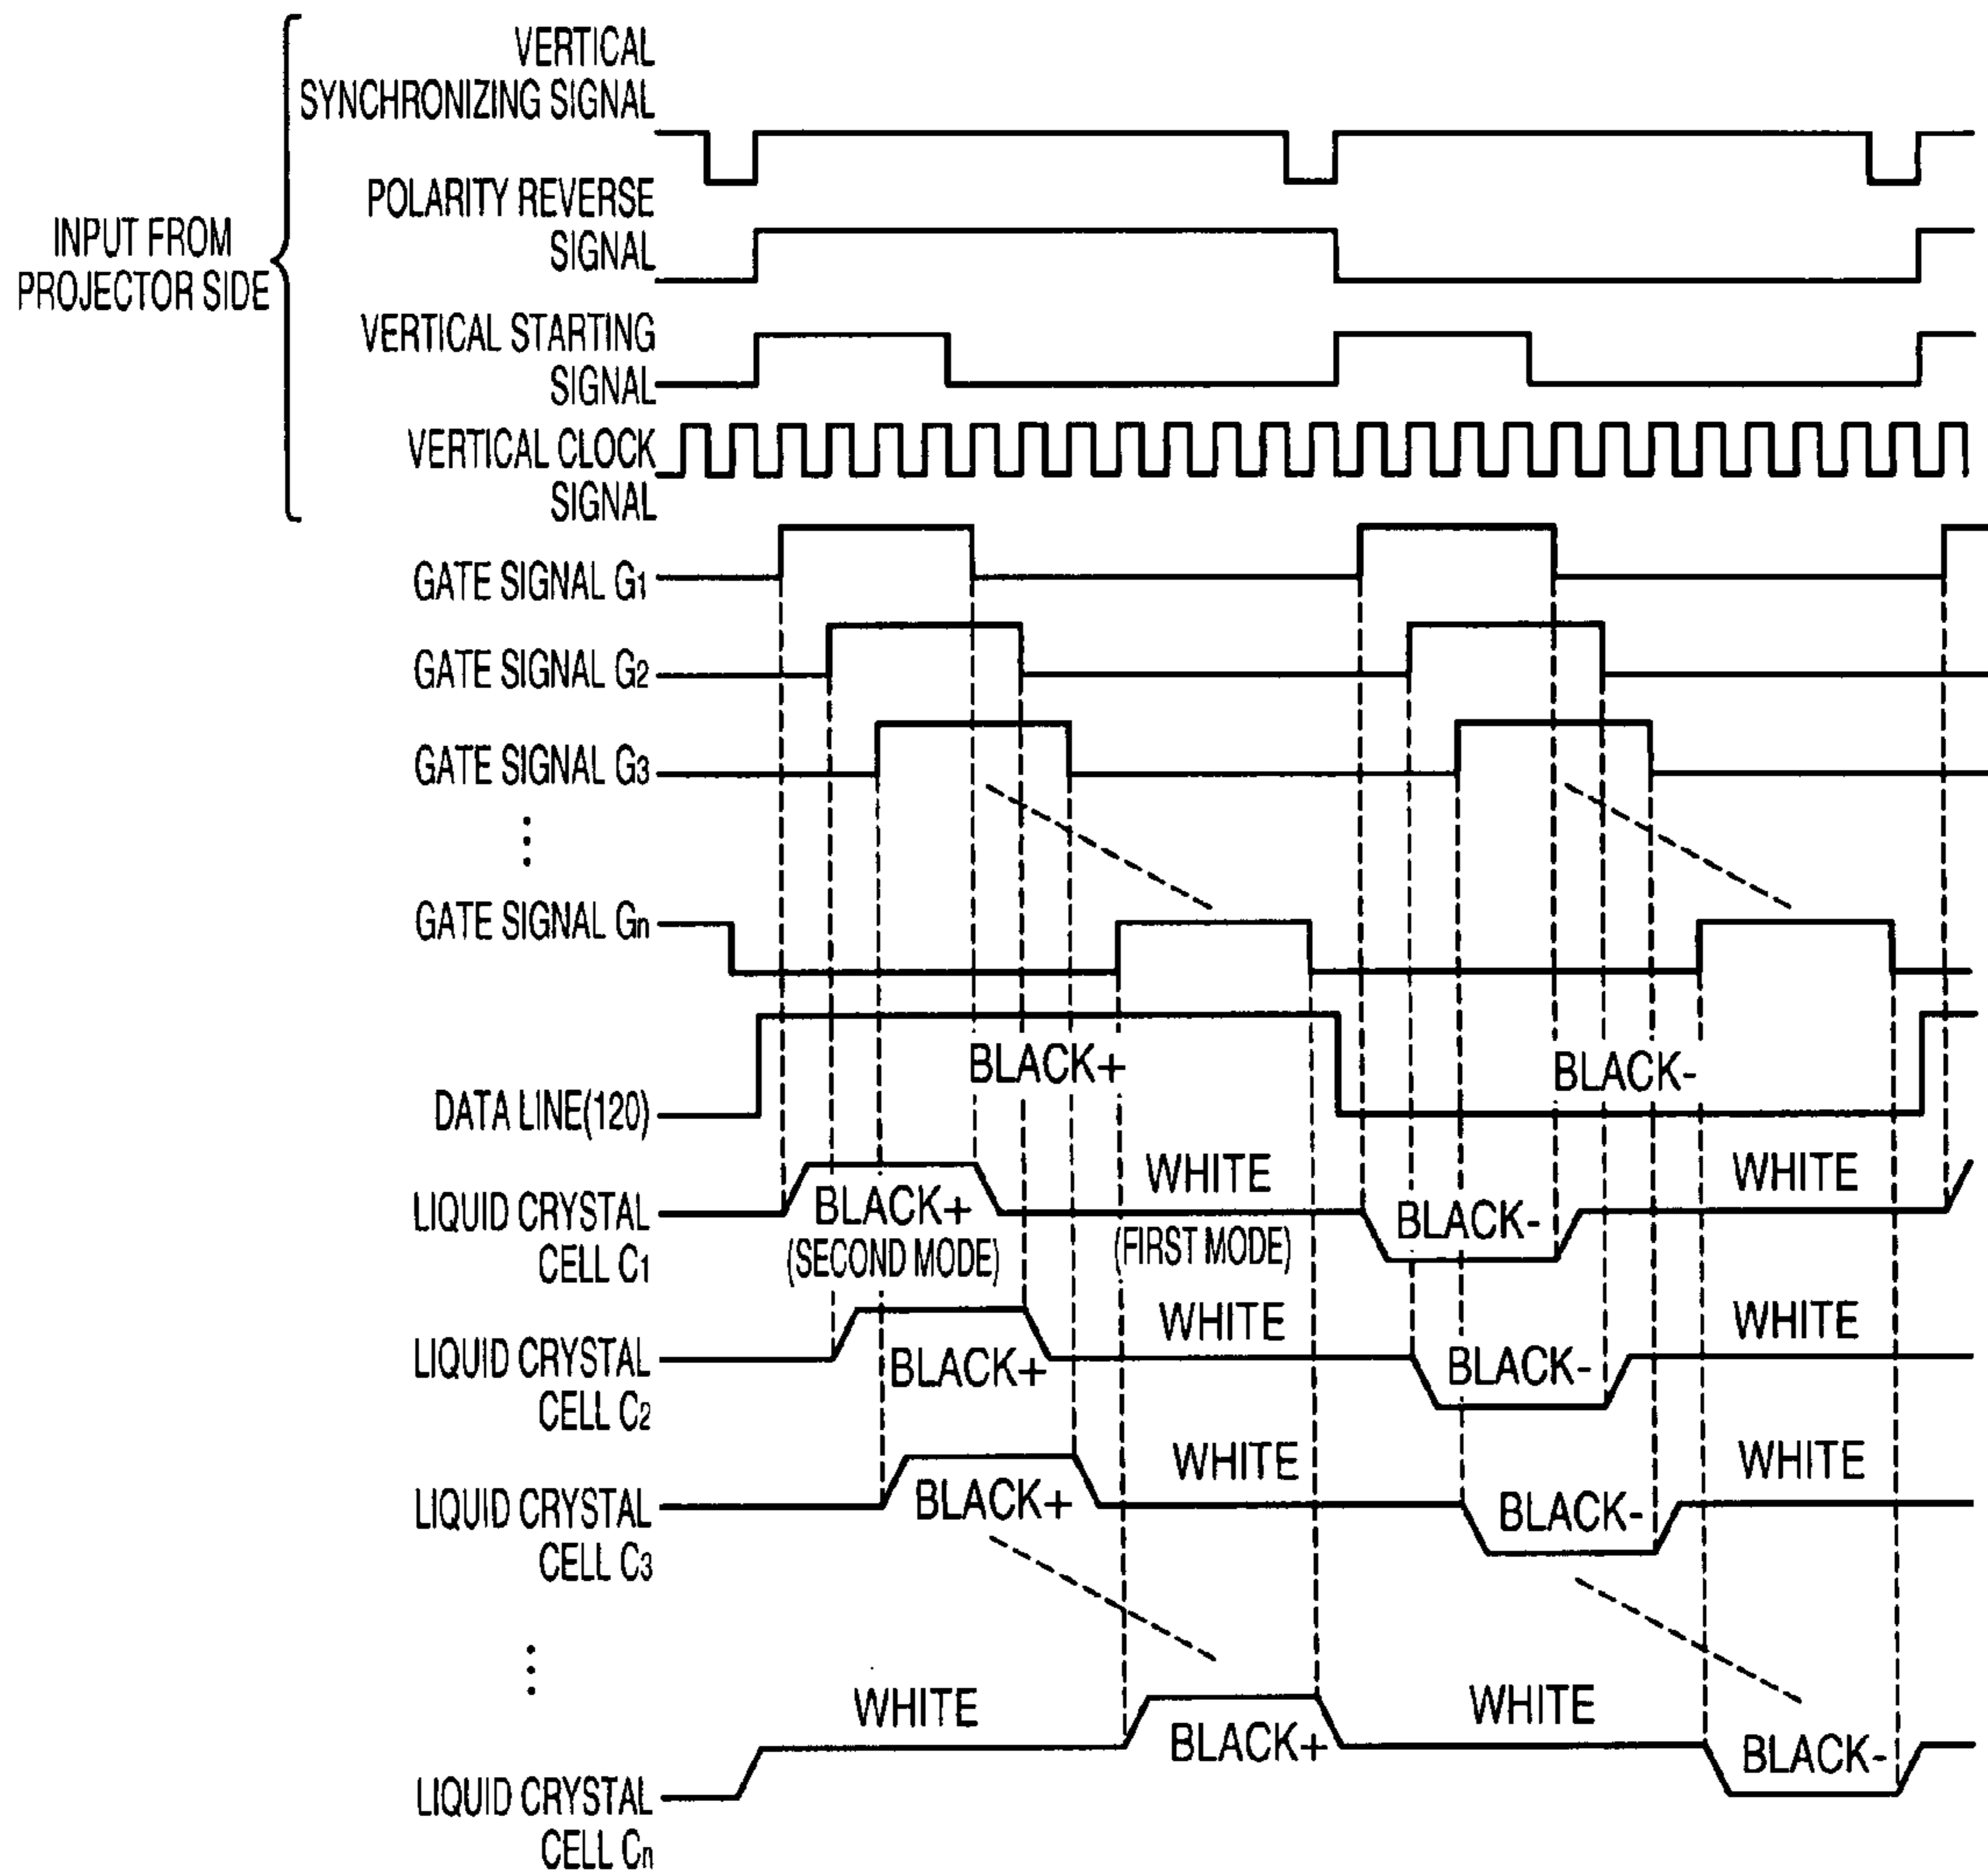 VERTICAL
SYNCHRONIZING SIGNAL
POLARITY REVERSE
SIGNAL
INPUT FROM
PROJECTOR SIDE
VERTICAL STARTING
SIGNAL
VERTICAL CLOCK
SIGNAL
GATE SIGNAL G1
GATE SIGNAL G2
GATE SIGNAL G3
GATE SIGNAL Gn
BLACK+
BLACK-
DATA LINE(120)
WHITE
WHITE
LIQUID CRYSTAL
CELL C1
BLACK+
(SECOND MODE)
(FIRST MODE)
BLACK-
WHITE
WHITE
LIQUID CRYSTAL
CELL C2
BLACK+
BLACK-
WHITE
WHITE
LIQUID CRYSTAL
CELL C3
BLACK+
BLACK-
WHITE
WHITE
BLACK+
BLACK-
LIQUID CRYSTAL
CELL Cn